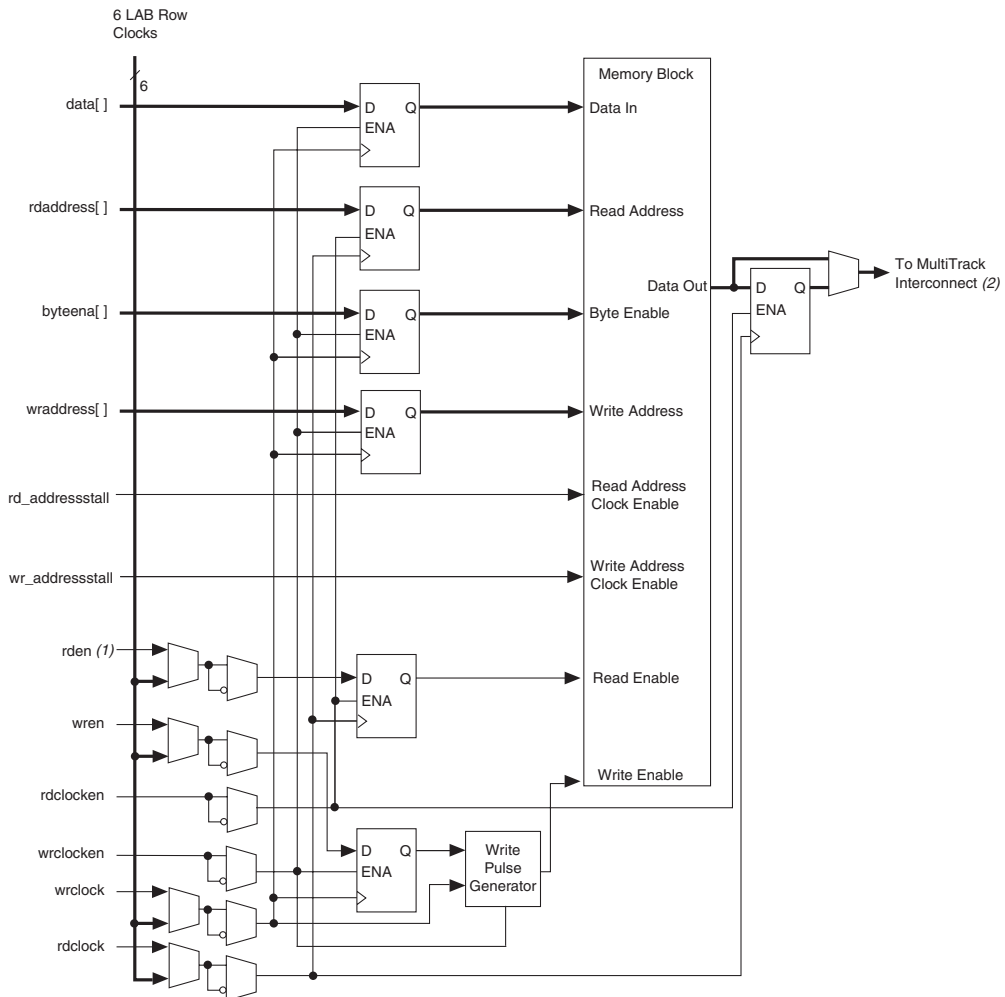 6 LAB Row
Clocks
6
data[ ]
D Q
ENA
Memory Block
Data In
rdaddress[ ]
D Q
ENA
Read Address
Data Out
D Q
ENA
To MultiTrack
Interconnect (2)
byteena[ ]
D Q
ENA
Byte Enable
wraddress[ ]
D Q
ENA
Write Address
rd_addressstall
Read Address
Clock Enable
wr_addressstall
Write Address
Clock Enable
rden (1)
D Q
ENA
Read Enable
wren
Write Enable
rdclocken
wrclocken
D Q
ENA
Write
Pulse
Generator
wrclock
rdclock